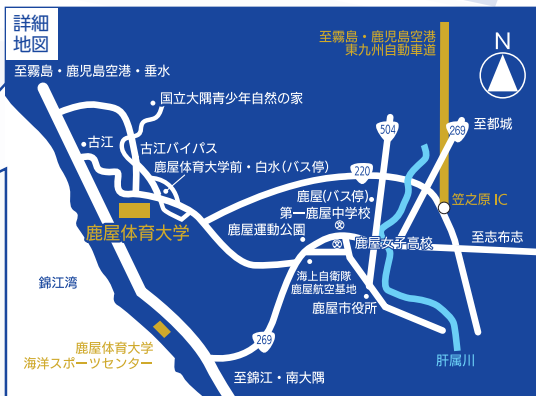 詳細
地図
至霧島・鹿児島空港・垂水
至霧島・鹿児島空港
東九州自動車道
N
国立大隅青少年自然の家
504
269
至都城
古江
古江バイパス
鹿屋体育大学前・白水(バス停)
220
鹿屋(バス停)
笠之原 IC
第一鹿屋中学校
鹿屋体育大学
鹿屋運動公園
鹿屋女子高校
至志布志
海上自衛隊
鹿屋航空基地
錦江湾
鹿屋市役所
269
鹿屋体育大学
海洋スポーツセンター
肝属川
至錦江・南大隅